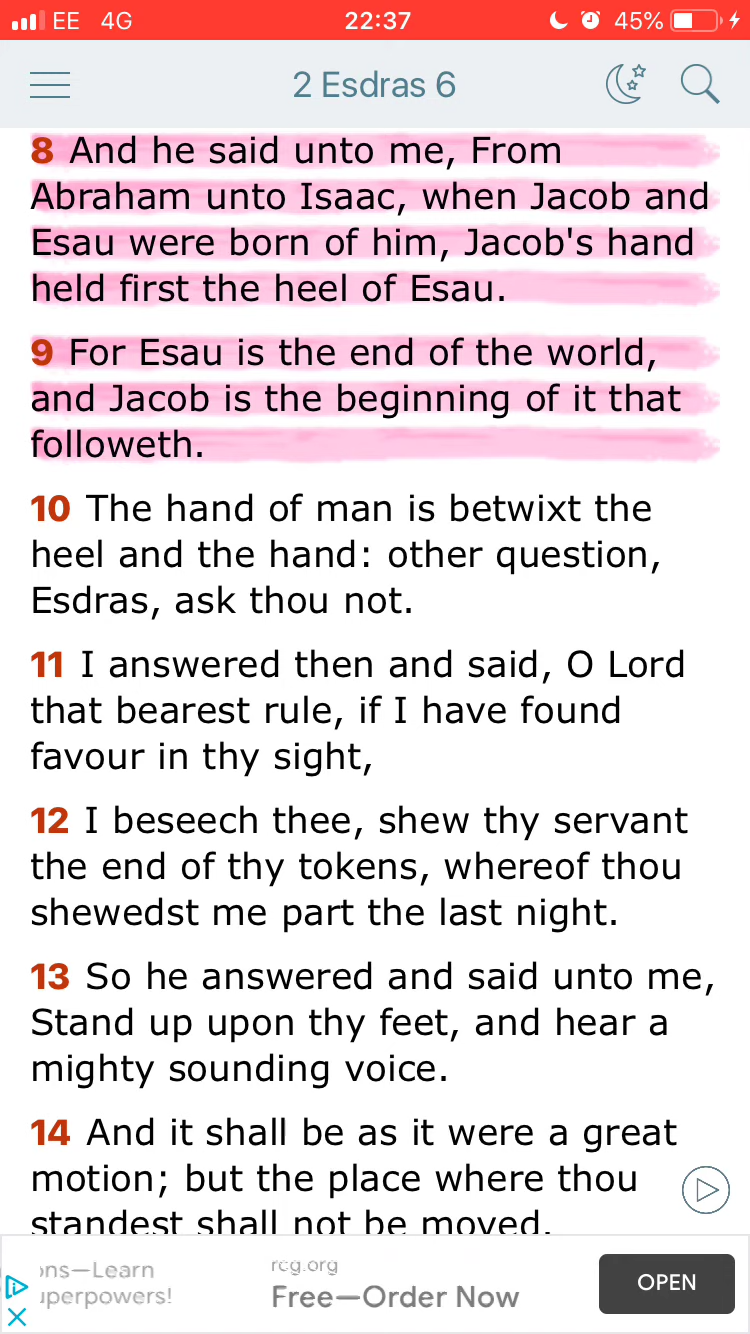 EE 4G 22:37 45%
2 Esdras 6
8 And he said unto me, From
Abraham unto Isaac, when Jacob and
Esau were born of him, Jacob's hand
held first the heel of Esau.
9 For Esau is the end of the world,
and Jacob is the beginning of it that
followeth.
10 The hand of man is betwixt the
heel and the hand: other question,
Esdras, ask thou not.
11 I answered then and said, O Lord
that bearest rule, if I have found
favour in thy sight,
12 I beseech thee, shew thy servant
the end of thy tokens, whereof thou
shewedst me part the last night.
13 So he answered and said unto me,
Stand up upon thy feet, and hear a
mighty sounding voice.
14 And it shall be as it were a great
motion; but the place where thou
standest shall not be moved.
ons—Learn
uperpowers!
rcg.org
Free—Order Now
OPEN